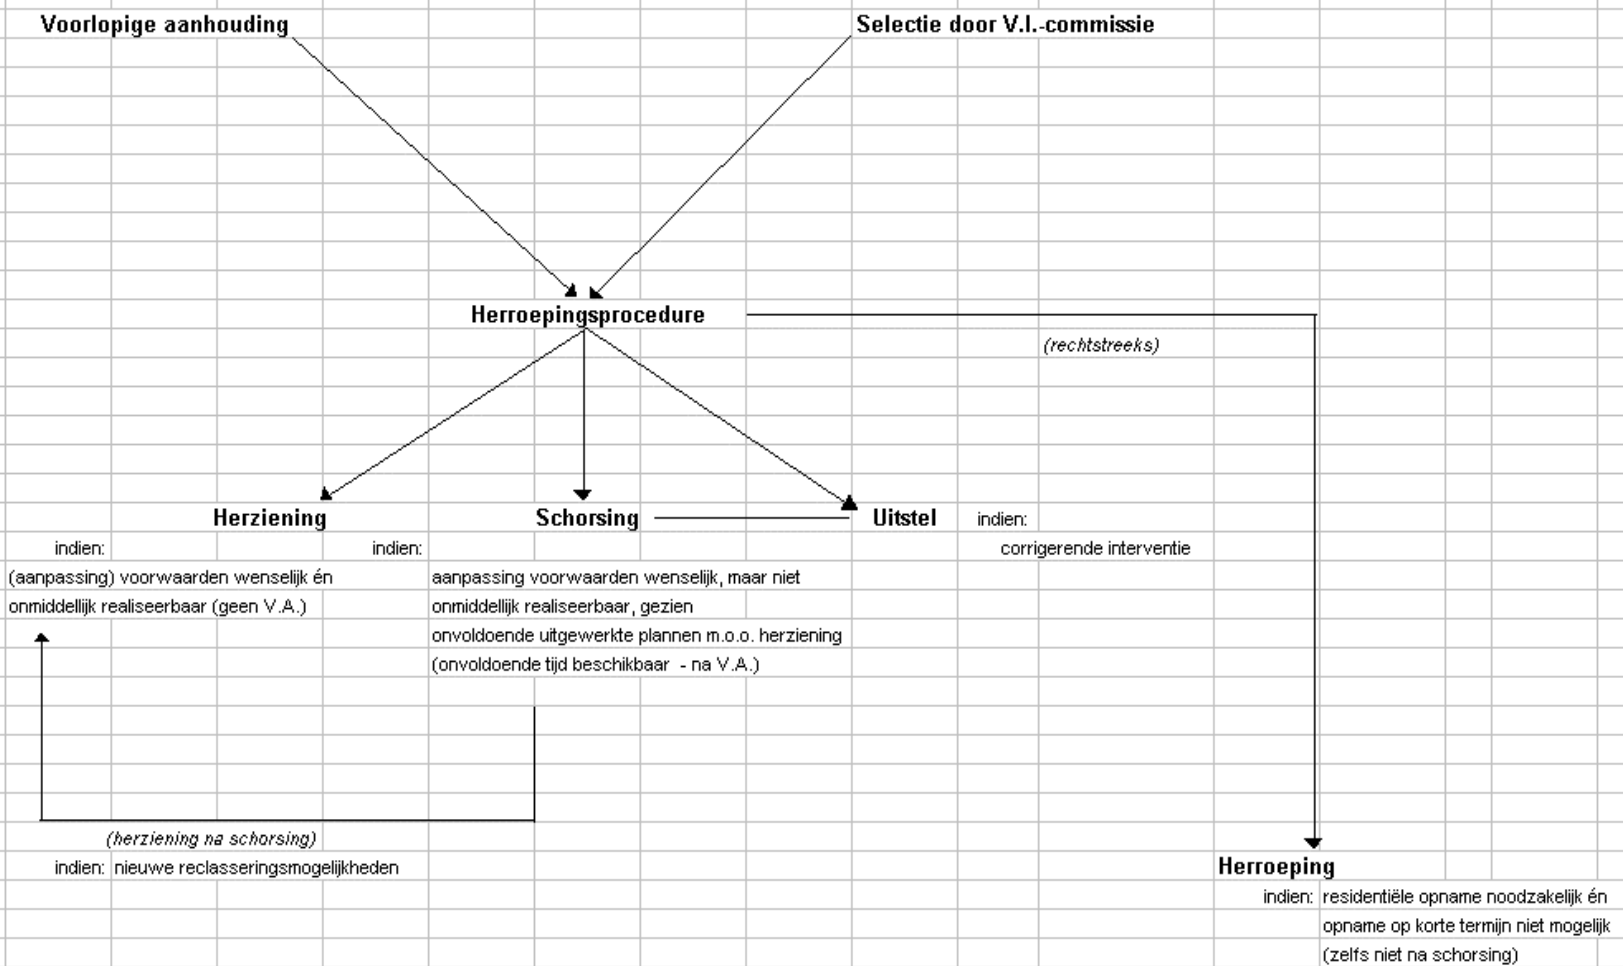 Voorlopige aanhouding
Selectie door V.I.-commissie
Herroepingsprocedure
(rechtstreeks)
Herziening
indien:
(aanpassing) voorwaarden wenselijk én
onmiddellijk realiseerbaar (geen V.A.)
Schorsing
indien:
aanpassing voorwaarden wenselijk, maar niet
onmiddellijk realiseerbaar, gezien
onvoldoende uitgewerkte plannen m.o.o. herziening
(onvoldoende tijd beschikbaar - na V.A.)
Uitstel
indien:
corrigerende interventie
(herziening na schorsing)
indien: nieuwe reclasseringsmogelijkheden
Herroeping
indien: residentiële opname noodzakelijk én
opname op korte termijn niet mogelijk
(zelfs niet na schorsing)